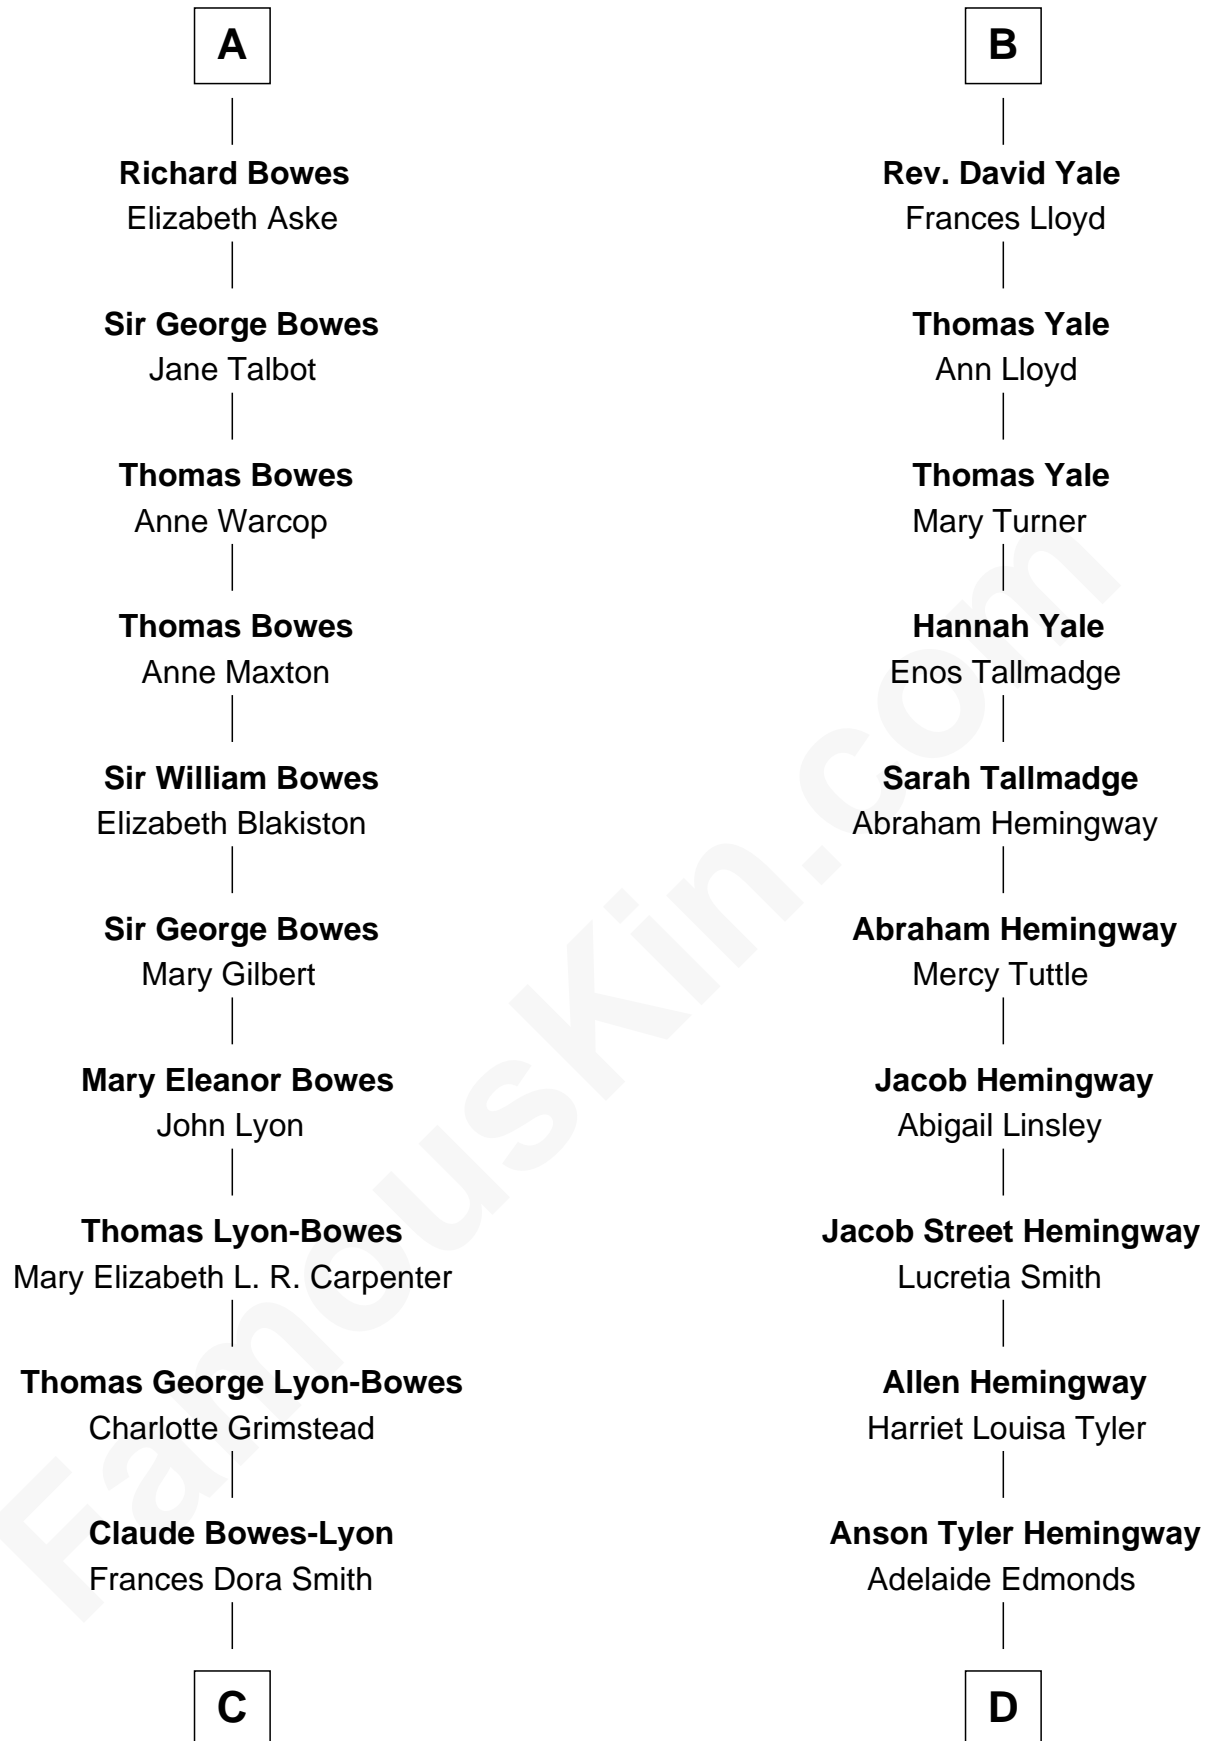 A
Richard Bowes
Elizabeth Aske
Sir George Bowes
Jane Talbot
Thomas Bowes
Anne Warcop
Thomas Bowes
Anne Maxton
Sir William Bowes
Elizabeth Blakiston
Sir George Bowes
Mary Gilbert
Mary Eleanor Bowes
John Lyon
Thomas Lyon-Bowes
Mary Elizabeth L. R. Carpenter
Thomas George Lyon-Bowes
Charlotte Grimstead
Claude Bowes-Lyon
Frances Dora Smith
C
B
Rev. David Yale
Frances Lloyd
Thomas Yale
Ann Lloyd
Thomas Yale
Mary Turner
Hannah Yale
Enos Tallmadge
Sarah Tallmadge
Abraham Hemingway
Abraham Hemingway
Mercy Tuttle
Jacob Hemingway
Abigail Linsley
Jacob Street Hemingway
Lucretia Smith
Allen Hemingway
Harriet Louisa Tyler
Anson Tyler Hemingway
Adelaide Edmonds
D
FamousKin.com